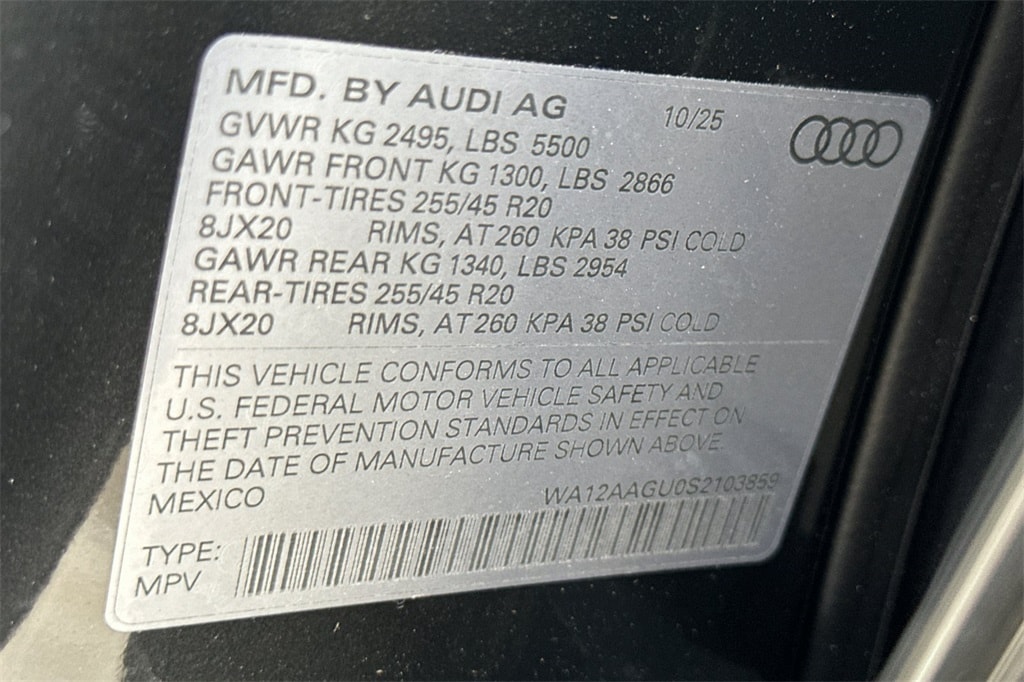 MFD. BY AUDI AG 10/25
GVWR KG 2495, LBS 5500
GAWR FRONT KG 1300, LBS 2866
FRONT-TIRES 255/45 R20
8JX20 RIMS, AT 260 KPA 38 PSI COLD
GAWR REAR KG 1340, LBS 2954
REAR-TIRES 255/45 R20
8JX20 RIMS, AT 260 KPA 38 PSI COLD
THIS VEHICLE CONFORMS TO ALL APPLICABLE
U.S. FEDERAL MOTOR VEHICLE SAFETY AND
THEFT PREVENTION STANDARDS IN EFFECT ON
THE DATE OF MANUFACTURE SHOWN ABOVE.
MEXICO WA12AAGU0S2103859
TYPE:
MPV